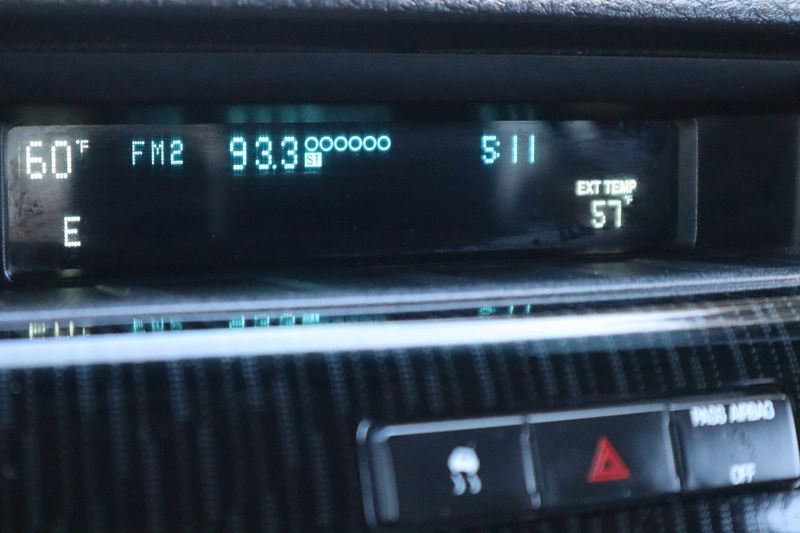 60°F FM2 93.3 ST 5:11
EXT TEMP
E 57°F
PASS AIRBAG
OFF